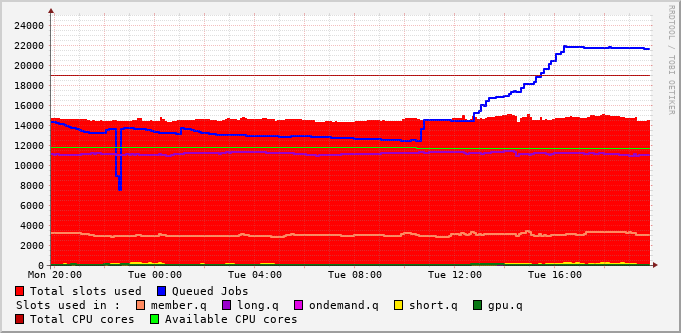 RRDTOOL / TOBI OETIKER
24000
22000
20000
18000
16000
14000
12000
10000
8000
6000
4000
2000
0
Mon 20:00 Tue 00:00 Tue 04:00 Tue 08:00 Tue 12:00 Tue 16:00
Total slots used Queued Jobs
Slots used in : member.q long.q ondemand.q short.q gpu.q
Total CPU cores Available CPU cores